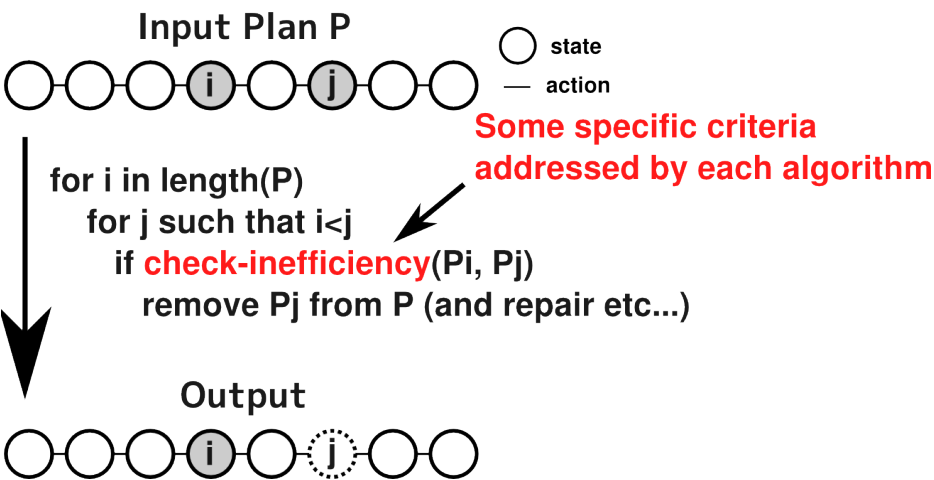 Input Plan P
state
i
j
action
Some specific criteria
addressed by each algorithm
for i in length(P)
for j such that i<j
if check-inefficiency(Pi, Pj)
remove Pj from P (and repair etc...)
Output
i
j